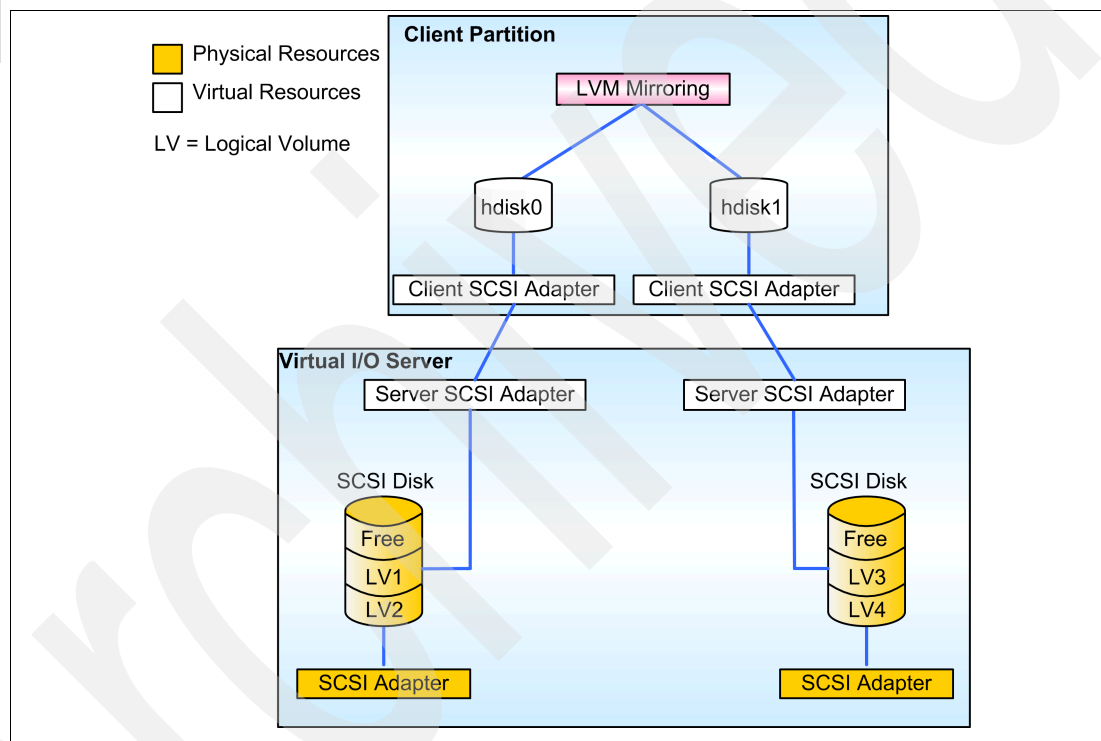 Client Partition
Physical Resources
Virtual Resources
LV = Logical Volume
LVM Mirroring
hdisk0
hdisk1
Client SCSI Adapter
Client SCSI Adapter
Virtual I/O Server
Server SCSI Adapter
Server SCSI Adapter
SCSI Disk
SCSI Disk
Free
LV1
LV2
Free
LV3
LV4
SCSI Adapter
SCSI Adapter